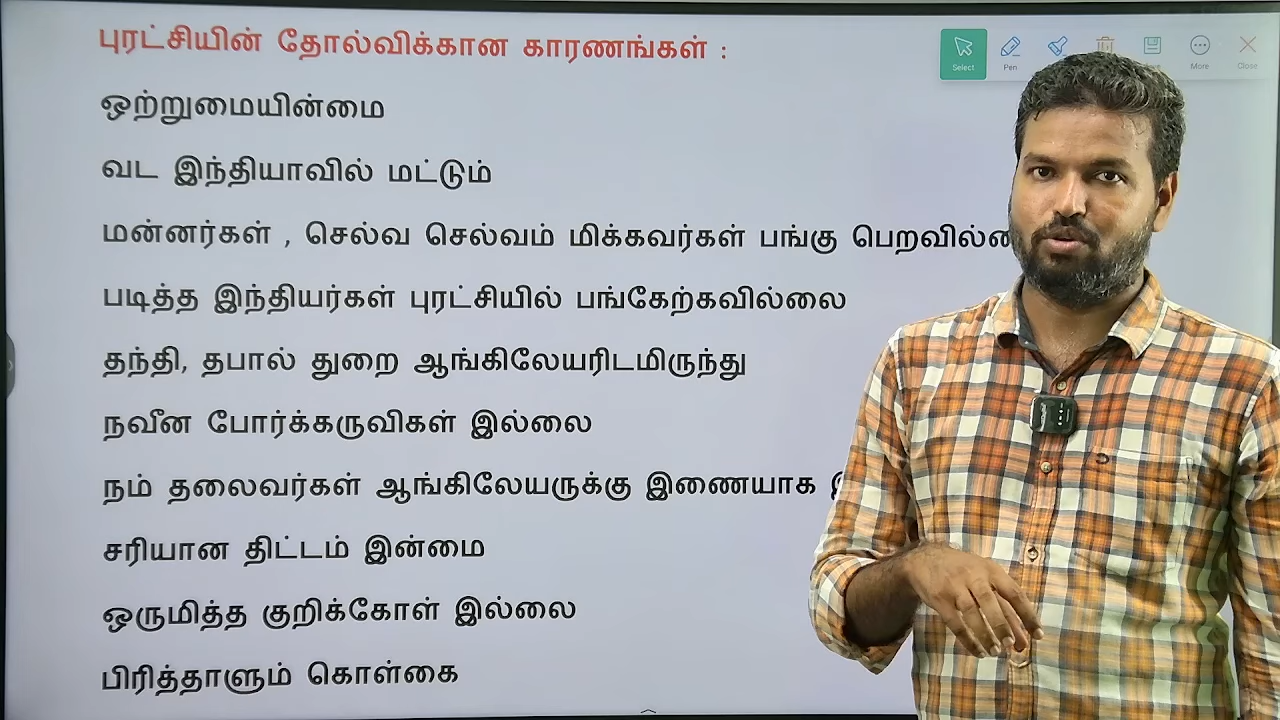 புரட்சியின் தோல்விக்கான காரணங்கள் :
ஒற்றுமையின்மை
வட இந்தியாவில் மட்டும்
மன்னர்கள் , செல்வ செல்வம் மிக்கவர்கள் பங்கு
படித்த இந்தியர்கள் புரட்சியில் பங்கேற்கவில்லை
தந்தி, தபால் துறை ஆங்கிலேயரிடமிருந்து
நவீன போர்க்கருவிகள் இல்லை
நம் தலைவர்கள் ஆங்கிலேயருக்கு இணையாக
சரியான திட்டம் இன்மை
ஒருமித்த குறிக்கோள் இல்லை
பிரித்தாளும் கொள்கை
Select Pen More Close